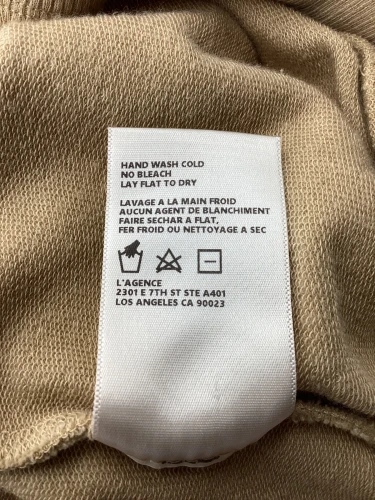 HAND WASH COLD
NO BLEACH
LAY FLAT TO DRY
LAVAGE A LA MAIN FROID
AUCUN AGENT DE BLANCHIMENT
FAIRE SECHAR A FLAT,
FER FROID OU NETTOYAGE A SEC
L'AGENCE
2301 E 7TH ST STE A401
LOS ANGELES CA 90023